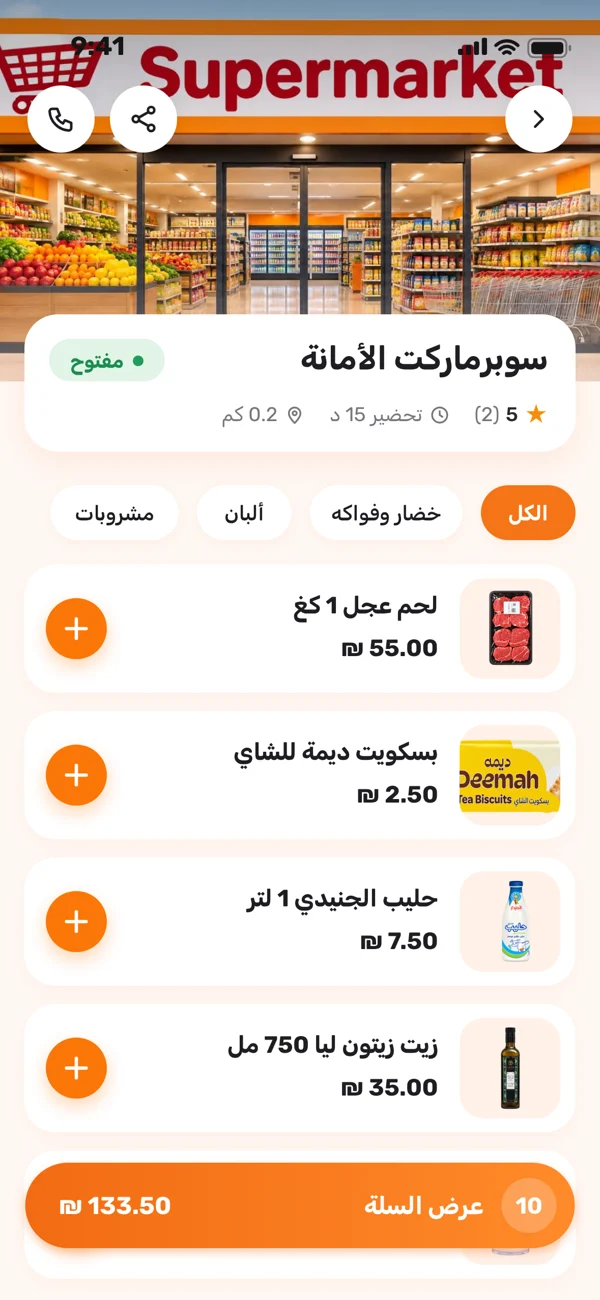 9:41
Supermarket
سوبرماركت الأمانة
مفتوح
5 (2) تحضير 15 د 0.2 كم
الكل خضار وفواكه ألبان مشروبات
لحم عجل 1 كغ
55.00 ₪
ديمه
Deemah
Tea Biscuits بسكويت الشاي
بسكويت ديمة للشاي
2.50 ₪
حليب
حليب الجنيدي 1 لتر
7.50 ₪
زيت زيتون ليا 750 مل
35.00 ₪
10 عرض السلة 133.50 ₪